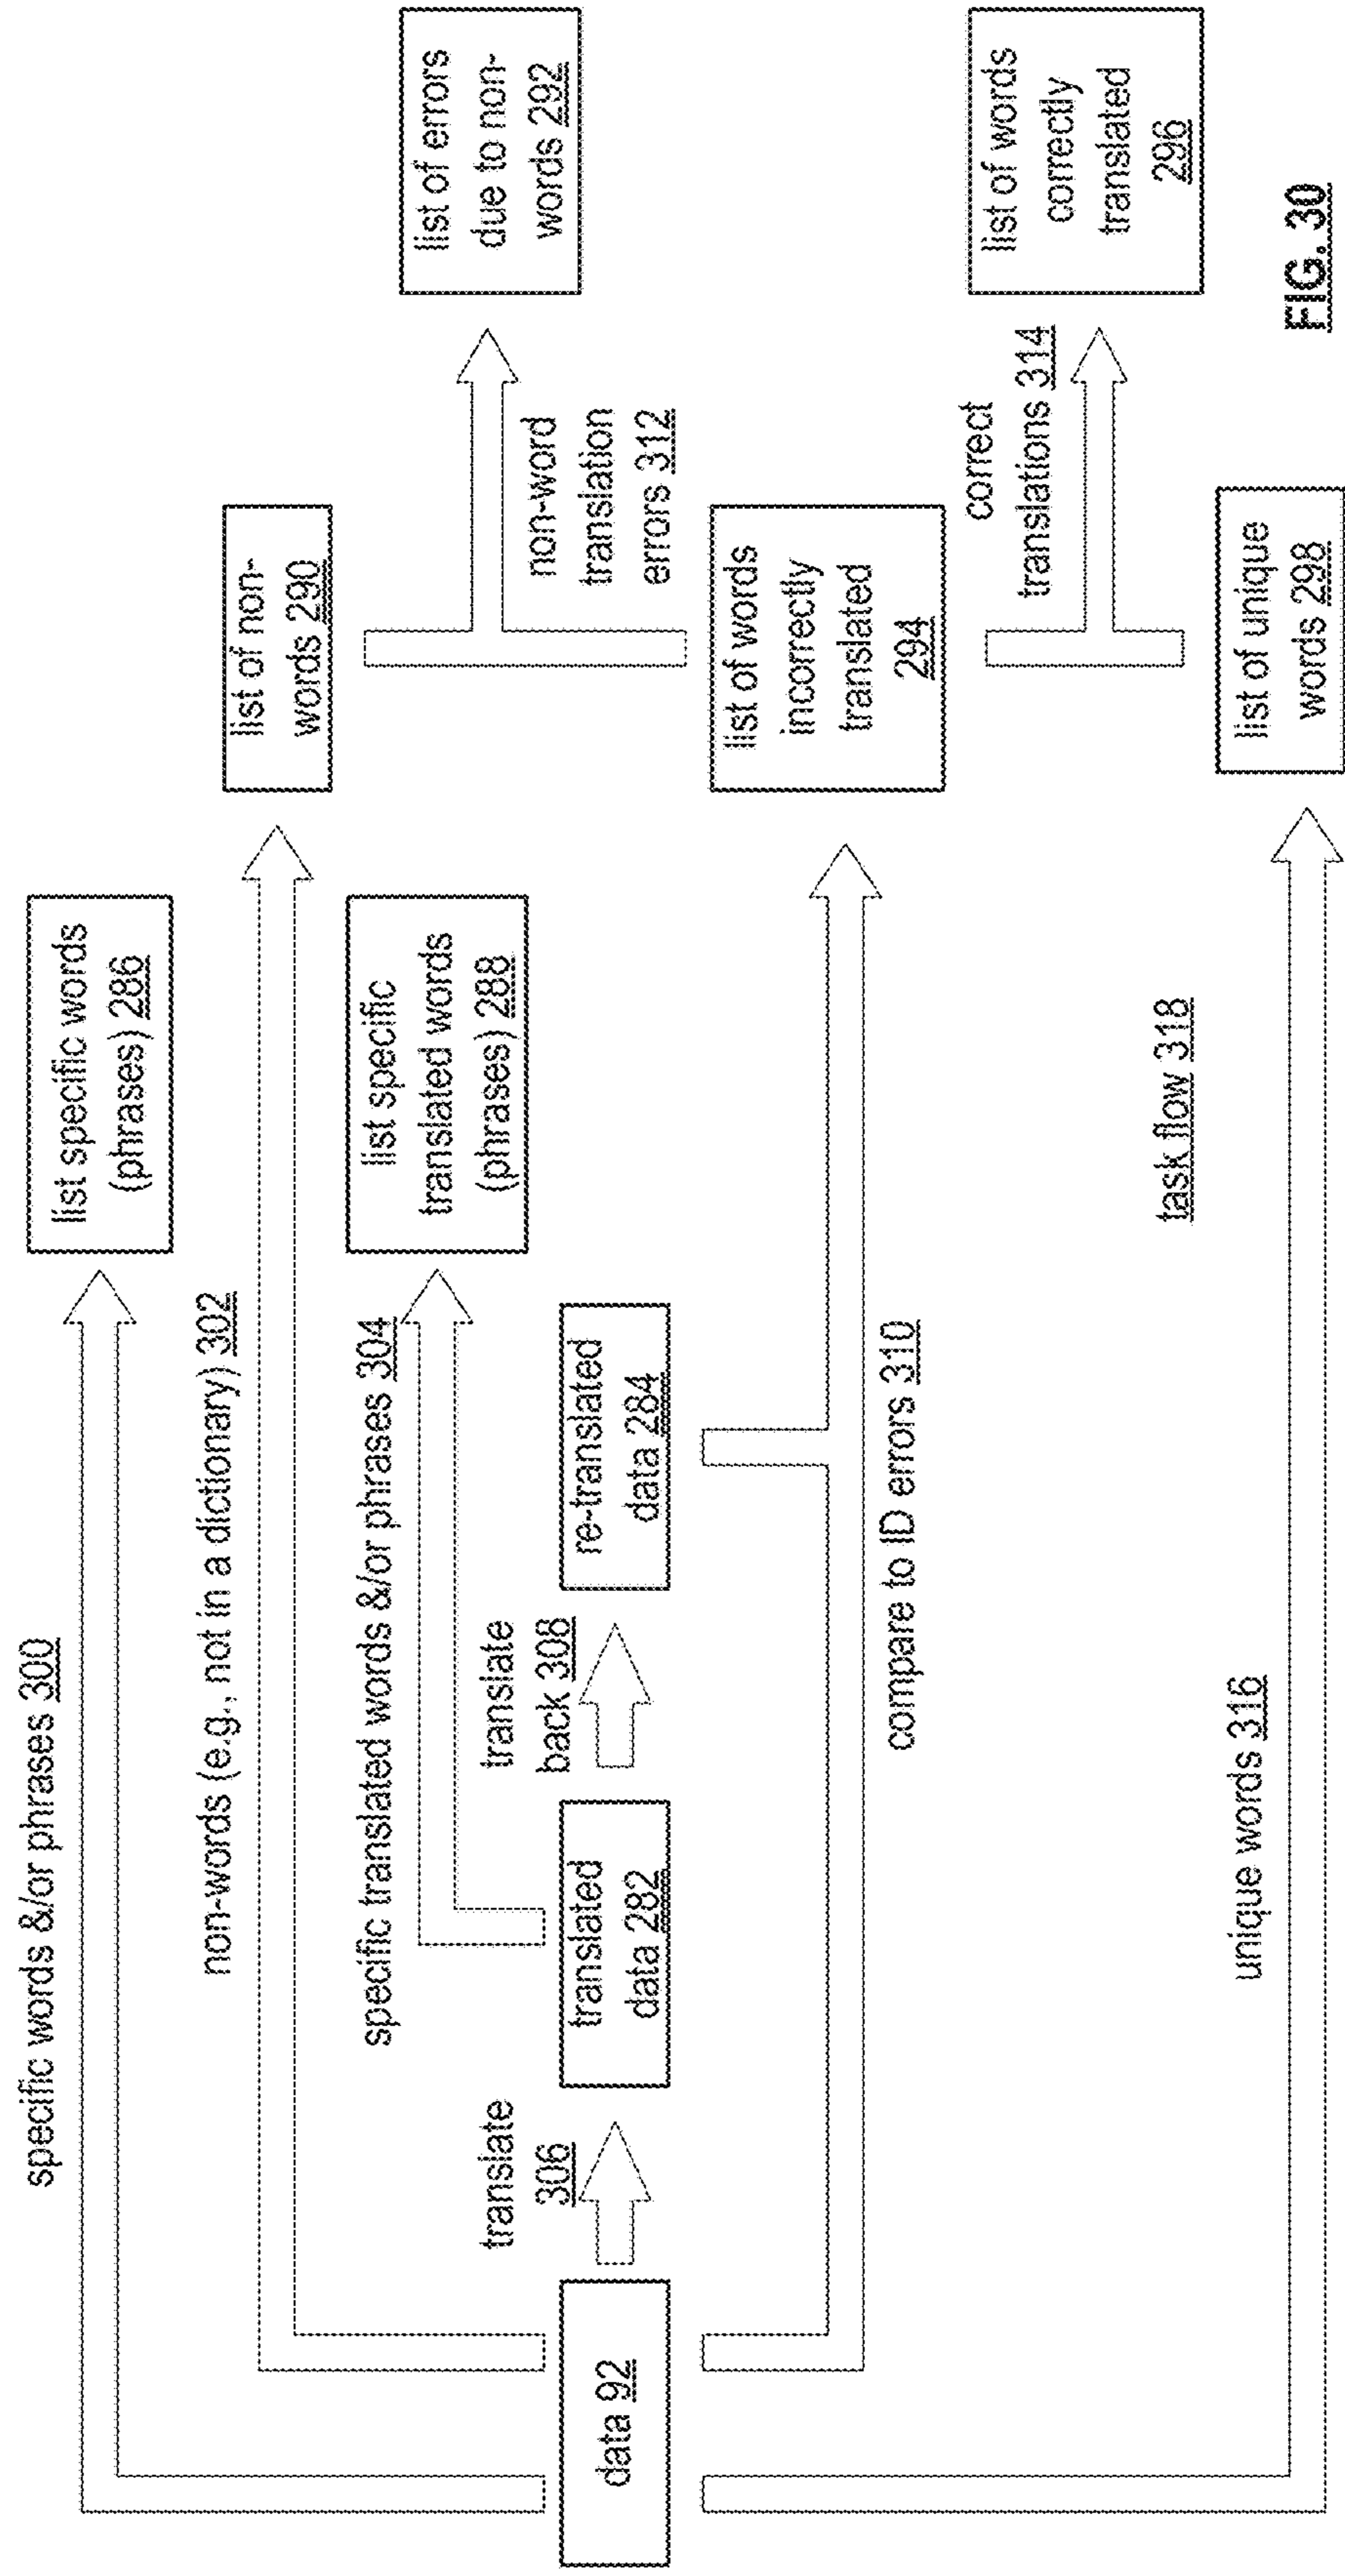 specific words &/or phrases 300
list specific words
(phrases) 286
non-words (e.g., not in a dictionary) 302
list of non-
words 290
specific translated words &/or phrases 304
list specific
translated words
(phrases) 288
list of errors
due to non-
words 292
non-word
translation
errors 312
translate
306
translate
back 308
data 92
translated
data 282
re-translated
data 284
list of words
incorrectly
translated
294
compare to ID errors 310
correct
translations 314
list of words
correctly
translated
296
task flow 318
unique words 316
list of unique
words 298
FIG. 30